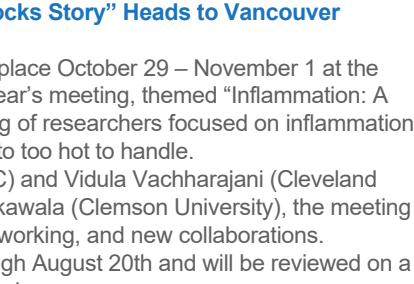 ocks Story” Heads to Vancouver
place October 29 – November 1 at the
ear's meeting, themed “Inflammation: A
g of researchers focused on inflammation
to too hot to handle.
C) and Vidula Vachharajani (Cleveland
kawala (Clemson University), the meeting
working, and new collaborations.
gh August 20th and will be reviewed on a